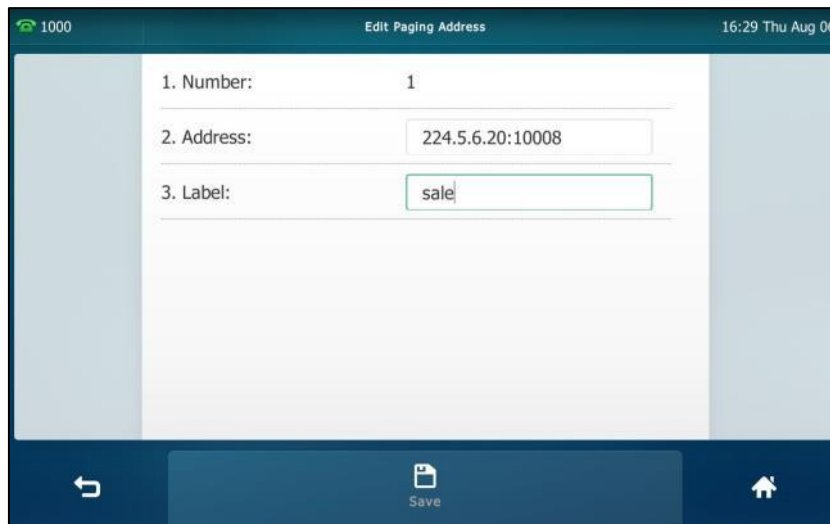 1000 Edit Paging Address 16:29 Thu Aug 0
1. Number: 1
2. Address: 224.5.6.20:10008
3. Label: sale
Save